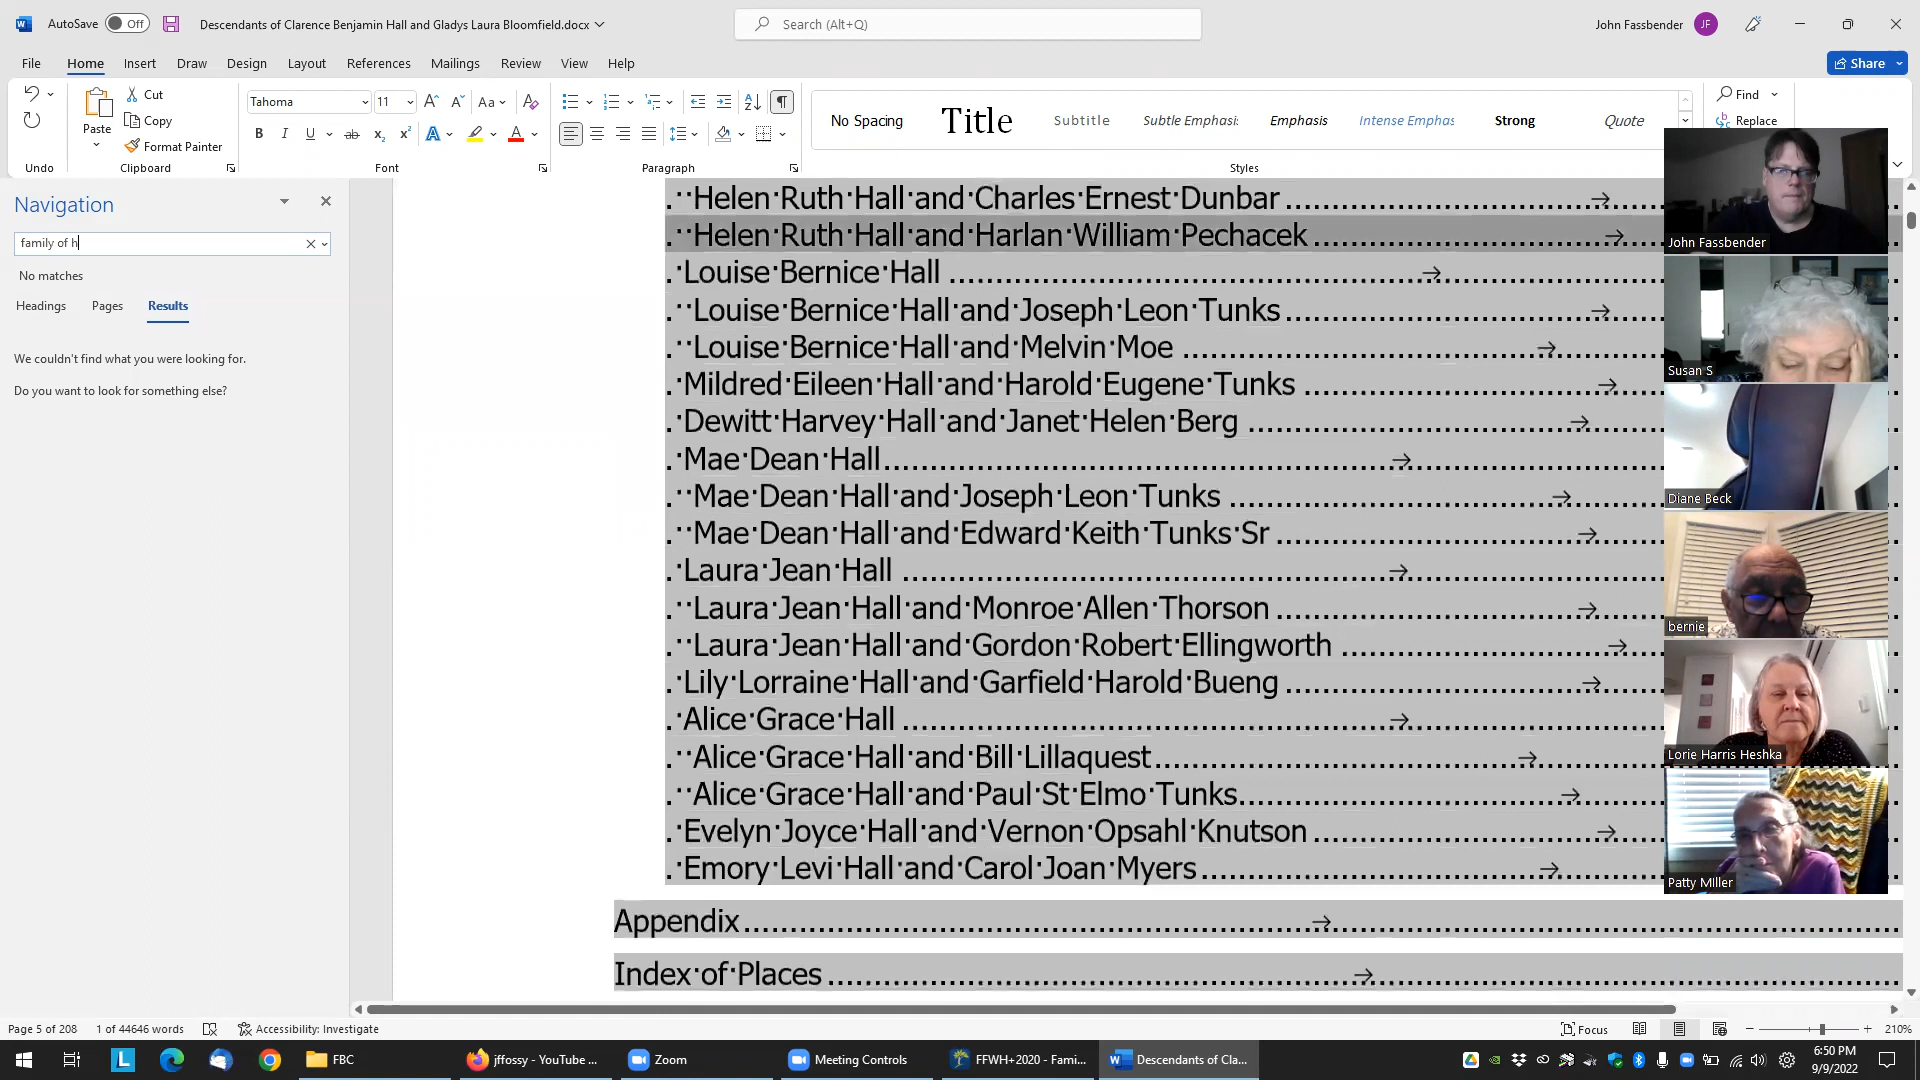 AutoSave Off Descendants of Clarence Benjamin Hall and Gladys Laura Bloomfield.docx Search (Alt+Q) John Fassbender JF
File Home Insert Draw Design Layout References Mailings Review View Help Share
Paste Cut Copy Format Painter
Tahoma 11
No Spacing Title Subtitle Subtle Emphasis Emphasis Intense Emphas Strong Quote
Find
Replace
Undo Clipboard Font Paragraph Styles
Navigation
family of h
No matches
Headings Pages Results
We couldn't find what you were looking for.
Do you want to look for something else?
.··Helen·Ruth·Hall·and·Charles·Ernest·Dunbar
.··Helen·Ruth·Hall·and·Harlan·William·Pechacek
.·Louise·Bernice·Hall
.··Louise·Bernice·Hall·and·Joseph·Leon·Tunks
.··Louise·Bernice·Hall·and·Melvin·Moe
.·Mildred·Eileen·Hall·and·Harold·Eugene·Tunks
.·Dewitt·Harvey·Hall·and·Janet·Helen·Berg
.·Mae·Dean·Hall
.··Mae·Dean·Hall·and·Joseph·Leon·Tunks
.··Mae·Dean·Hall·and·Edward·Keith·Tunks·Sr
.·Laura·Jean·Hall
.··Laura·Jean·Hall·and·Monroe·Allen·Thorson
.··Laura·Jean·Hall·and·Gordon·Robert·Ellingworth
.·Lily·Lorraine·Hall·and·Garfield·Harold·Bueng
.·Alice·Grace·Hall
.··Alice·Grace·Hall·and·Bill·Lillaquest
.··Alice·Grace·Hall·and·Paul·St·Elmo·Tunks
.·Evelyn·Joyce·Hall·and·Vernon·Opsahl·Knutson
.·Emory·Levi·Hall·and·Carol·Joan·Myers
Appendix
Index·of·Places
John Fassbender
Susan S
Diane Beck
bernie
Lorie Harris Heshka
Patty MIller
Page 5 of 208 1 of 44646 words Accessibility: Investigate Focus 210%
L FBC jffossy - YouTube ... Zoom Meeting Controls FFWH+2020 - Fami... Descendants of Cla... 6:50 PM
9/9/2022